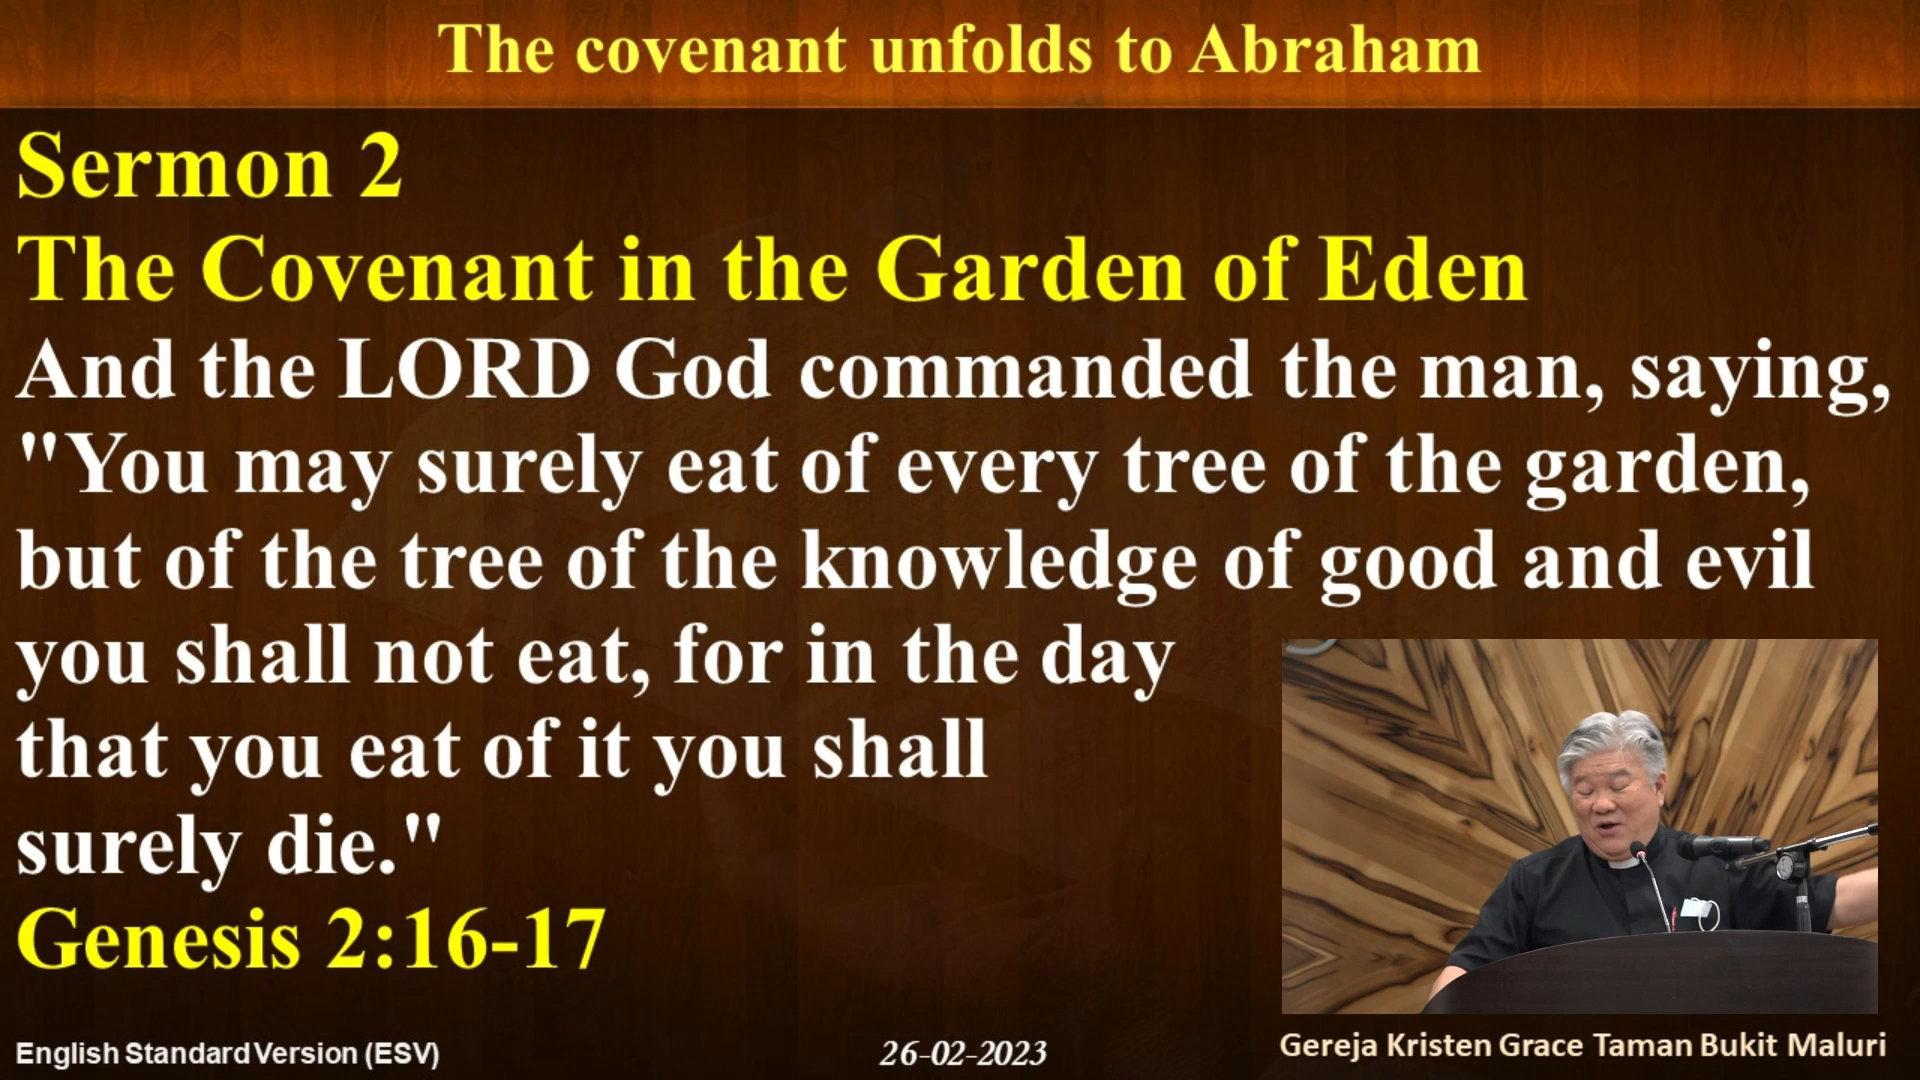 The covenant unfolds to Abraham
Sermon 2
The Covenant in the Garden of Eden
And the LORD God commanded the man, saying,
"You may surely eat of every tree of the garden,
but of the tree of the knowledge of good and evil
you shall not eat, for in the day
that you eat of it you shall
surely die."
Genesis 2:16-17
English Standard Version (ESV)
26-02-2023
Gereja Kristen Grace Taman Bukit Maluri